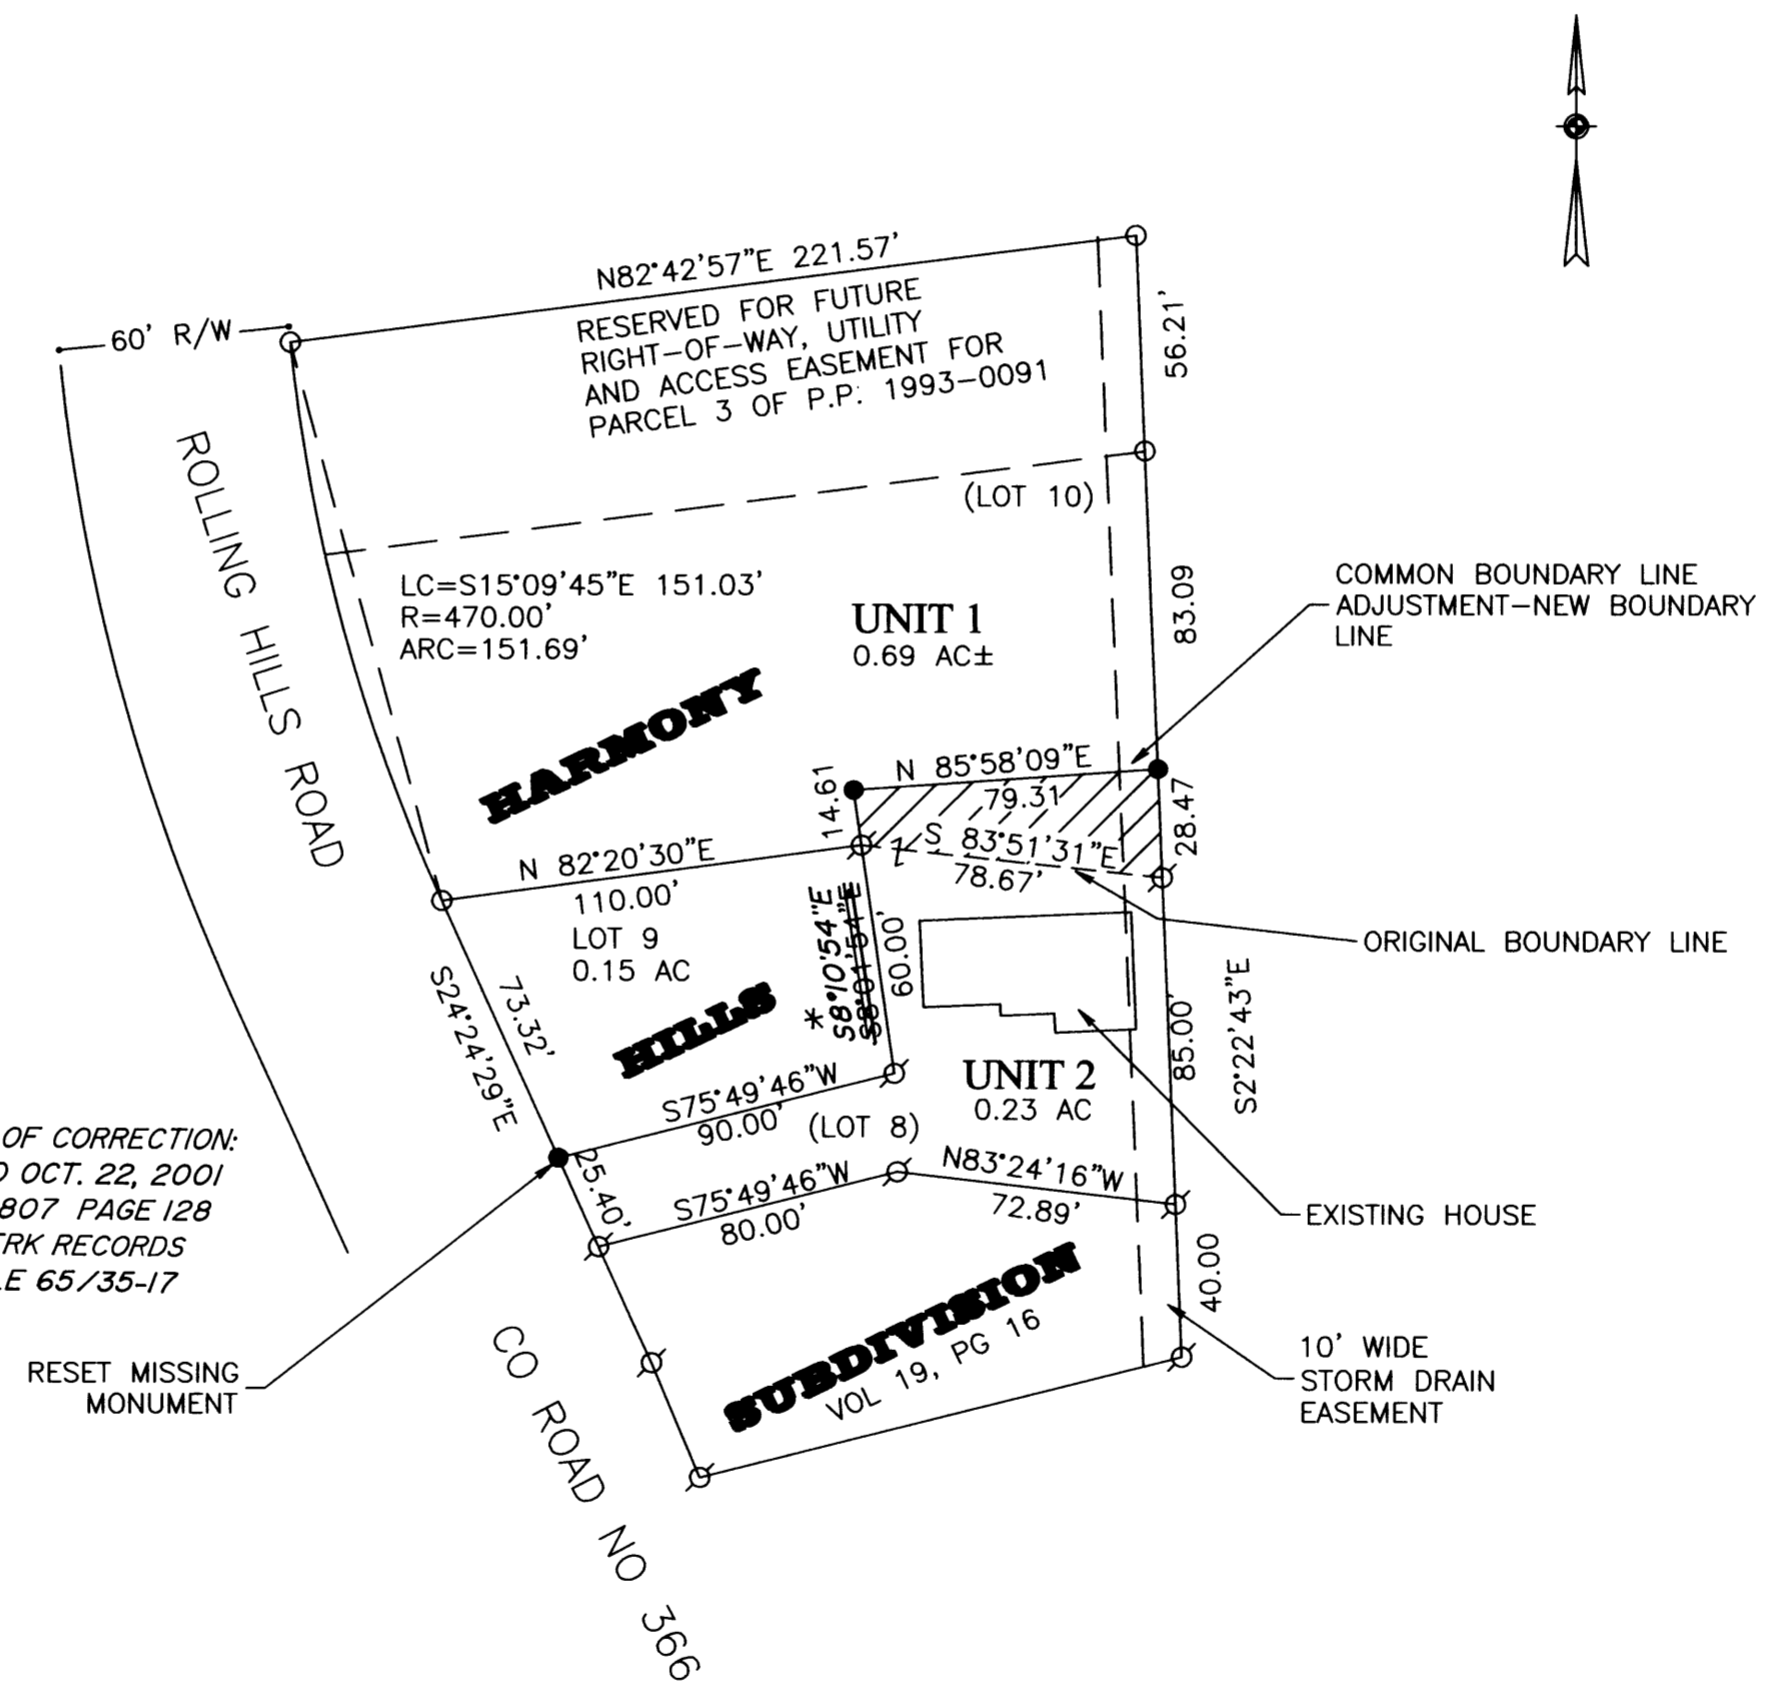 N82°42'57"E 221.57'
60' R/W
RESERVED FOR FUTURE
RIGHT-OF-WAY, UTILITY
AND ACCESS EASEMENT FOR
PARCEL 3 OF P.P. 1993-0091
56.21'
ROLLING HILLS ROAD
(LOT 10)
LC=S15°09'45"E 151.03'
R=470.00'
ARC=151.69'
UNIT 1
0.69 AC±
83.09
COMMON BOUNDARY LINE
ADJUSTMENT-NEW BOUNDARY
LINE
HARMONY
14.61
N 85°58'09"E
79.31
28.47
S 83°51'31"E
78.67'
N 82°20'30"E
110.00'
LOT 9
0.15 AC
* S8°10'54"E
S8°01'54"E
60.00'
ORIGINAL BOUNDARY LINE
S24°24'29"E
73.32'
HILLS
85.00'
S2°22'43"E
UNIT 2
0.23 AC
S75°49'46"W
90.00'
(LOT 8)
OF CORRECTION:
OCT. 22, 2001
807 PAGE 128
RECORDS
65/35-17
25.40'
S75°49'46"W
80.00'
N83°24'16"W
72.89'
EXISTING HOUSE
40.00
SUBDIVISION
VOL 19, PG 16
10' WIDE
STORM DRAIN
EASEMENT
RESET MISSING
MONUMENT
CO ROAD NO 366